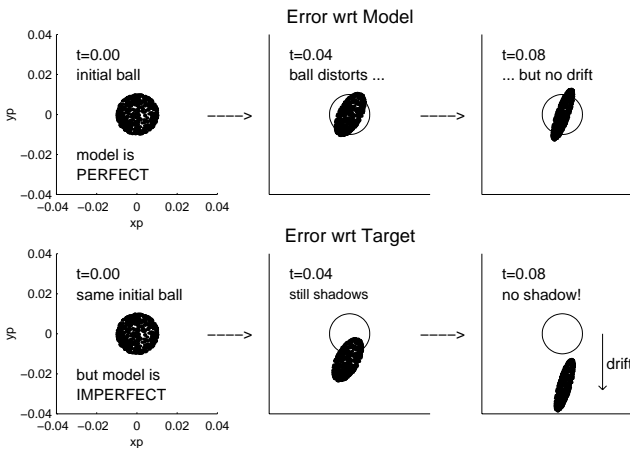 Error wrt Model
0.04
0.02
0
−0.02
−0.04
yp
t=0.00
initial ball
model is
PERFECT
−0.04 −0.02 0 0.02 0.04
xp
---->
t=0.04
ball distorts ...
---->
t=0.08
... but no drift
Error wrt Target
0.04
0.02
0
−0.02
−0.04
yp
t=0.00
same initial ball
but model is
IMPERFECT
−0.04 −0.02 0 0.02 0.04
xp
---->
t=0.04
still shadows
---->
t=0.08
no shadow!
drift